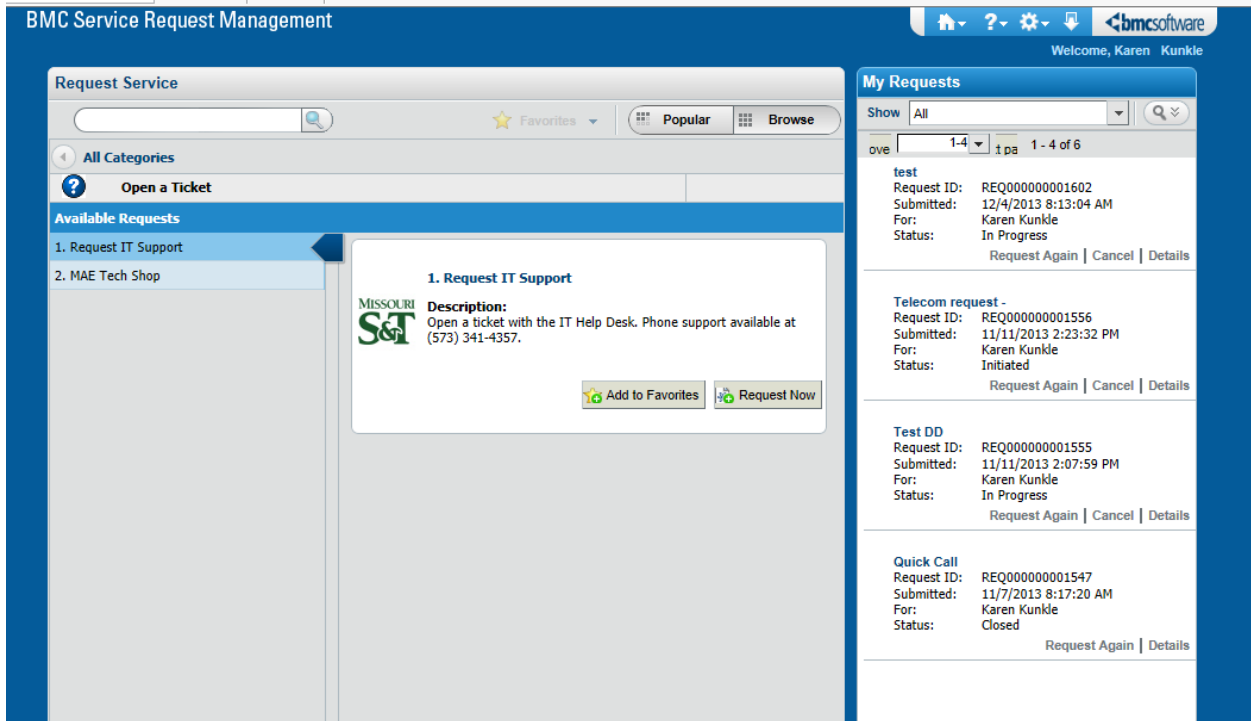 BMC Service Request Management
bmcsoftware
Welcome, Karen Kunkle
Request Service
Favorites
Popular
Browse
All Categories
Open a Ticket
Available Requests
1. Request IT Support
2. MAE Tech Shop
1. Request IT Support
MISSOURI
S&T
Description:
Open a ticket with the IT Help Desk. Phone support available at
(573) 341-4357.
Add to Favorites
Request Now
My Requests
Show All
ove 1-4 t pa 1 - 4 of 6
test
Request ID: REQ000000001602
Submitted: 12/4/2013 8:13:04 AM
For: Karen Kunkle
Status: In Progress
Request Again | Cancel | Details
Telecom request -
Request ID: REQ000000001556
Submitted: 11/11/2013 2:23:32 PM
For: Karen Kunkle
Status: Initiated
Request Again | Cancel | Details
Test DD
Request ID: REQ000000001555
Submitted: 11/11/2013 2:07:59 PM
For: Karen Kunkle
Status: In Progress
Request Again | Cancel | Details
Quick Call
Request ID: REQ000000001547
Submitted: 11/7/2013 8:17:20 AM
For: Karen Kunkle
Status: Closed
Request Again | Details